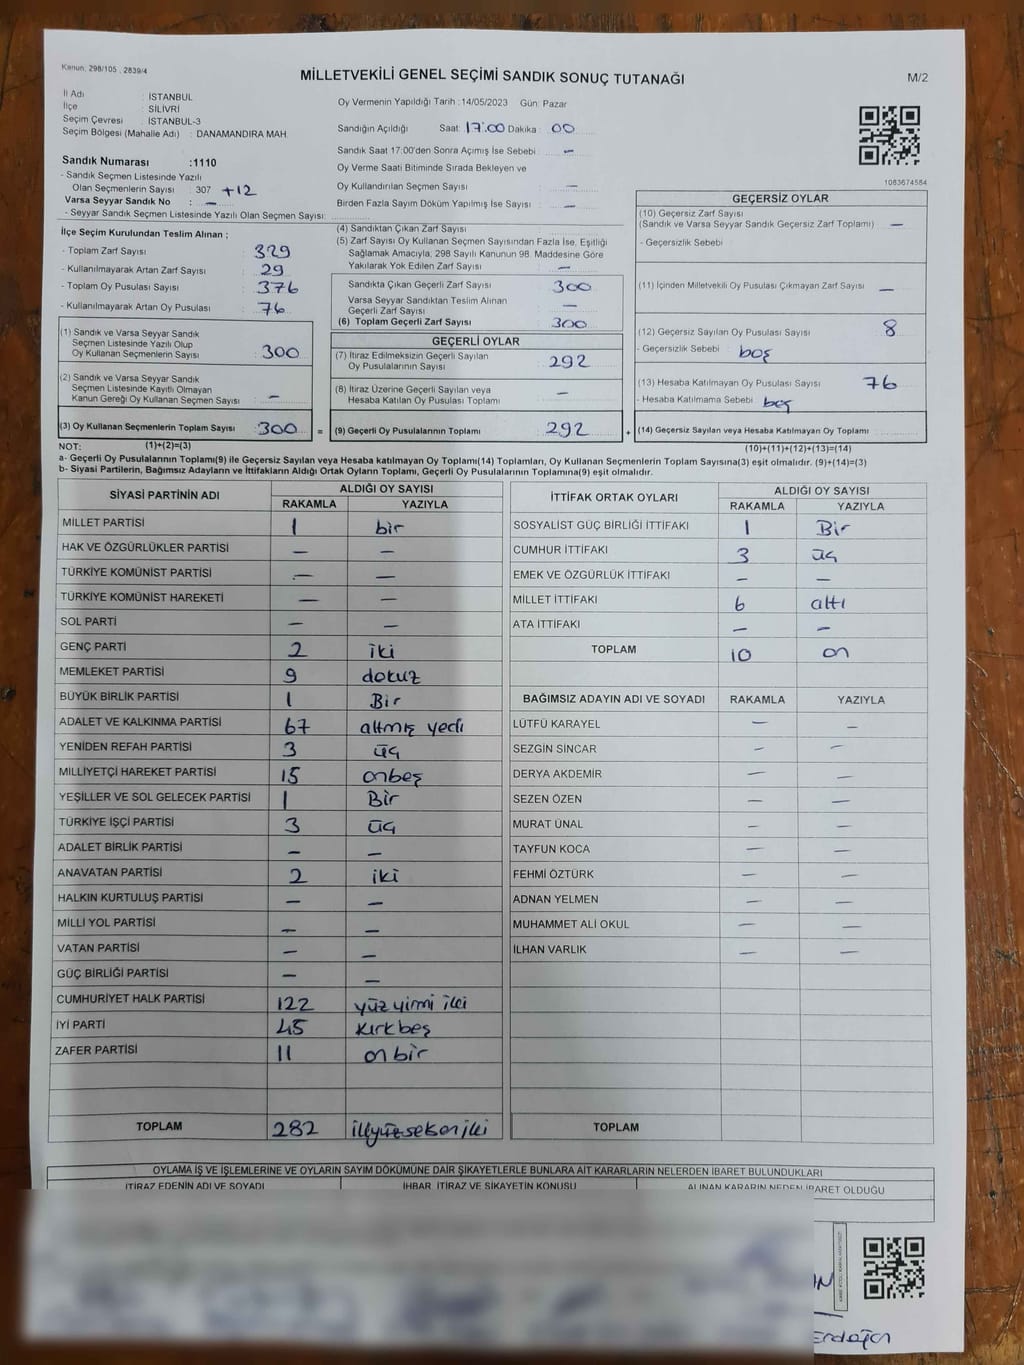 Kanun: 298/105 , 2839/4
MİLLETVEKİLİ GENEL SEÇİMİ SANDIK SONUÇ TUTANAĞI
M/2
İl Adı : İSTANBUL
İlçe : SİLİVRİ
Seçim Çevresi : İSTANBUL-3
Seçim Bölgesi (Mahalle Adı) : DANAMANDIRA MAH.
Sandık Numarası :1110
- Sandık Seçmen Listesinde Yazılı
Olan Seçmenlerin Sayısı : 307 +12
Varsa Seyyar Sandık No : —
- Seyyar Sandık Seçmen Listesinde Yazılı Olan Seçmen Sayısı:
Oy Vermenin Yapıldığı Tarih :14/05/2023 Gün: Pazar
Sandığın Açıldığı Saat: 17:00 Dakika : 00
Sandık Saat 17:00'den Sonra Açımış İse Sebebi : —
Oy Verme Saati Bitiminde Sırada Bekleyen ve
Oy Kullandırılan Seçmen Sayısı : —
Birden Fazla Sayım Döküm Yapılmış İse Sayısı : —
1083674584
İlçe Seçim Kurulundan Teslim Alınan ;
- Toplam Zarf Sayısı : 329
- Kullanılmayarak Artan Zarf Sayısı : 29
- Toplam Oy Pusulası Sayısı : 376
- Kullanılmayarak Artan Oy Pusulası : 76
(1) Sandık ve Varsa Seyyar Sandık
Seçmen Listesinde Yazılı Olup
Oy Kullanan Seçmenlerin Sayısı : 300
(2) Sandık ve Varsa Seyyar Sandık
Seçmen Listesinde Kayıtlı Olmayan
Kanun Gereği Oy Kullanan Seçmen Sayısı : —
(3) Oy Kullanan Seçmenlerin Toplam Sayısı : 300 =
(4) Sandıktan Çıkan Zarf Sayısı
(5) Zarf Sayısı Oy Kullanan Seçmen Sayısından Fazla İse, Eşitliği
Sağlamak Amacıyla, 298 Sayılı Kanunun 98. Maddesine Göre
Yakılarak Yok Edilen Zarf Sayısı : —
Sandıkta Çıkan Geçerli Zarf Sayısı : 300
Varsa Seyyar Sandıktan Teslim Alınan
Geçerli Zarf Sayısı : —
(6) Toplam Geçerli Zarf Sayısı : 300
GEÇERLİ OYLAR
(7) İtiraz Edilmeksizin Geçerli Sayılan
Oy Pusulalarının Sayısı : 292
(8) İtiraz Üzerine Geçerli Sayılan veya
Hesaba Katılan Oy Pusulası Toplamı : —
(9) Geçerli Oy Pusulalarının Toplamı : 292 +
GEÇERSİZ OYLAR
(10) Geçersiz Zarf Sayısı
(Sandık ve Varsa Seyyar Sandık Geçersiz Zarf Toplamı) : —
- Geçersizlik Sebebi :
(11) İçinden Milletvekili Oy Pusulası Çıkmayan Zarf Sayısı : —
(12) Geçersiz Sayılan Oy Pusulası Sayısı : 8
- Geçersizlik Sebebi : boş
(13) Hesaba Katılmayan Oy Pusulası Sayısı : 76
- Hesaba Katılmama Sebebi : boş
(14) Geçersiz Sayılan veya Hesaba Katılmayan Oy Toplamı :
NOT: (1)+(2)=(3) (10)+(11)+(12)+(13)=(14)
a- Geçerli Oy Pusulalarının Toplamı(9) ile Geçersiz Sayılan veya Hesaba katılmayan Oy Toplamı(14) Toplamları, Oy Kullanan Seçmenlerin Toplam Sayısına(3) eşit olmalıdır. (9)+(14)=(3)
b- Siyasi Partilerin, Bağımsız Adayların ve İttifakların Aldığı Ortak Oyların Toplamı, Geçerli Oy Pusulalarının Toplamına(9) eşit olmalıdır.
SİYASİ PARTİNİN ADI ALDIĞI OY SAYISI
RAKAMLA YAZIYLA
MİLLET PARTİSİ 1 bir
HAK VE ÖZGÜRLÜKLER PARTİSİ — —
TÜRKİYE KOMÜNİST PARTİSİ — —
TÜRKİYE KOMÜNİST HAREKETİ — —
SOL PARTİ — —
GENÇ PARTİ 2 iki
MEMLEKET PARTİSİ 9 dokuz
BÜYÜK BİRLİK PARTİSİ 1 Bir
ADALET VE KALKINMA PARTİSİ 67 altmış yedi
YENİDEN REFAH PARTİSİ 3 üç
MİLLİYETÇİ HAREKET PARTİSİ 15 onbeş
YEŞİLLER VE SOL GELECEK PARTİSİ 1 Bir
TÜRKİYE İŞÇİ PARTİSİ 3 üç
ADALET BİRLİK PARTİSİ — —
ANAVATAN PARTİSİ 2 iki
HALKIN KURTULUŞ PARTİSİ — —
MİLLİ YOL PARTİSİ — —
VATAN PARTİSİ — —
GÜÇ BİRLİĞİ PARTİSİ — —
CUMHURİYET HALK PARTİSİ 122 yüz yirmi iki
İYİ PARTİ 45 kırkbeş
ZAFER PARTİSİ 11 onbir
TOPLAM 282 ikiyüzseksen iki
İTTİFAK ORTAK OYLARI ALDIĞI OY SAYISI
RAKAMLA YAZIYLA
SOSYALİST GÜÇ BİRLİĞİ İTTİFAKI 1 Bir
CUMHUR İTTİFAKI 3 üç
EMEK VE ÖZGÜRLÜK İTTİFAKI — —
MİLLET İTTİFAKI 6 altı
ATA İTTİFAKI — —
TOPLAM 10 on
BAĞIMSIZ ADAYIN ADI VE SOYADI RAKAMLA YAZIYLA
LÜTFÜ KARAYEL — —
SEZGİN SİNCAR — —
DERYA AKDEMİR — —
SEZEN ÖZEN — —
MURAT ÜNAL — —
TAYFUN KOCA — —
FEHMİ ÖZTÜRK — —
ADNAN YELMEN — —
MUHAMMET ALİ OKUL — —
İLHAN VARLIK — —
TOPLAM
OYLAMA İŞ VE İŞLEMLERİNE VE OYLARIN SAYIM DÖKÜMÜNE DAİR ŞİKAYETLERLE BUNLARA AİT KARARLARIN NELERDEN İBARET BULUNDUKLARI
İTİRAZ EDENİN ADI VE SOYADI İHBAR, İTİRAZ VE ŞİKAYETİN KONUSU ALINAN KARARIN NEDEN İBARET OLDUĞU